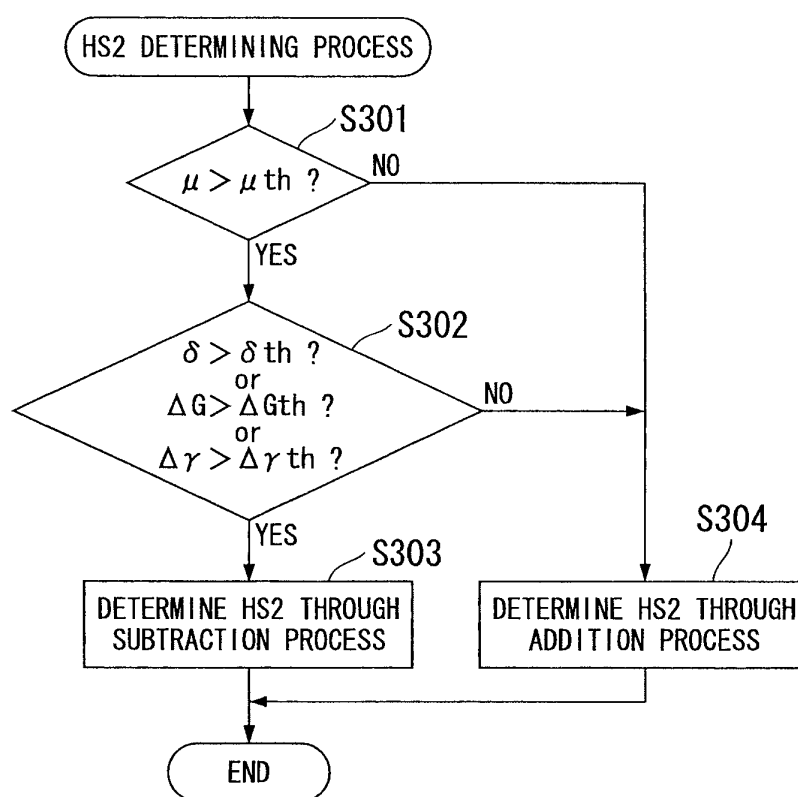 HS2 DETERMINING PROCESS
S301
μ > μth ?
NO
YES
S302
δ > δth ?
or
ΔG > ΔGth ?
or
Δγ > Δγth ?
NO
YES
S303
DETERMINE HS2 THROUGH
SUBTRACTION PROCESS
S304
DETERMINE HS2 THROUGH
ADDITION PROCESS
END